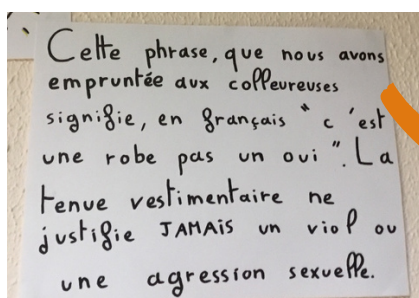 Cette phrase, que nous avons
empruntée aux colleureuses
signifie, en français "c'est
une robe pas un oui". La
tenue vestimentaire ne
justifie JAMAIS un viol ou
une agression sexuelle.